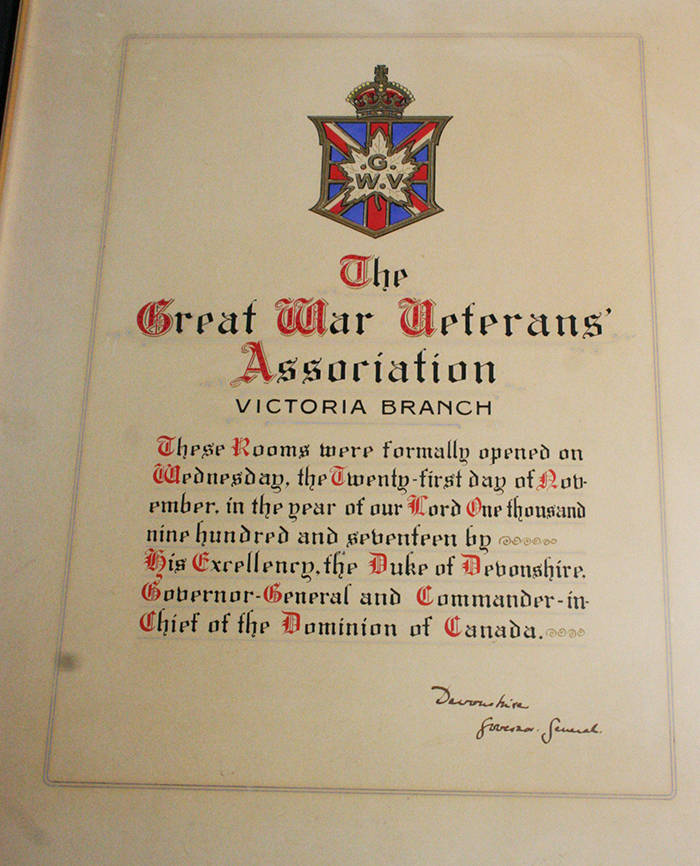 G.
W.V
The
Great War Veterans'
Association
VICTORIA BRANCH
These Rooms were formally opened on
Wednesday, the Twenty-first day of Nov-
ember, in the year of our Lord One thousand
nine hundred and seventeen by
His Excellency, the Duke of Devonshire,
Governor-General and Commander-in-
Chief of the Dominion of Canada.
Devonshire
Governor. General.